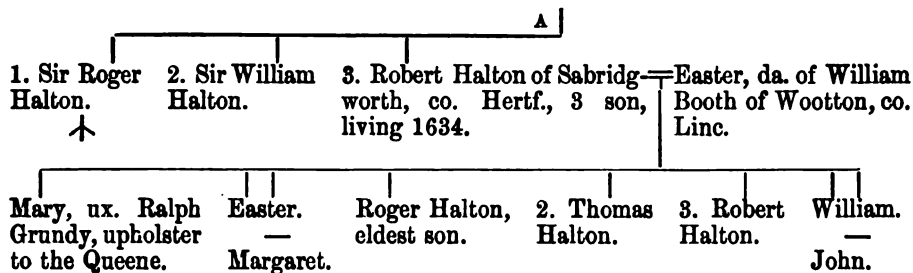 A
1. Sir Roger Halton.
2. Sir William Halton.
3. Robert Halton of Sabridg-
worth, co. Hertf., 3 son,
living 1634.
Easter, da. of William
Booth of Wootton, co.
Linc.
Mary, ux. Ralph
Grundy, upholster
to the Queene.
Easter.
—
Margaret.
Roger Halton,
eldest son.
2. Thomas
Halton.
3. Robert
Halton.
William.
—
John.